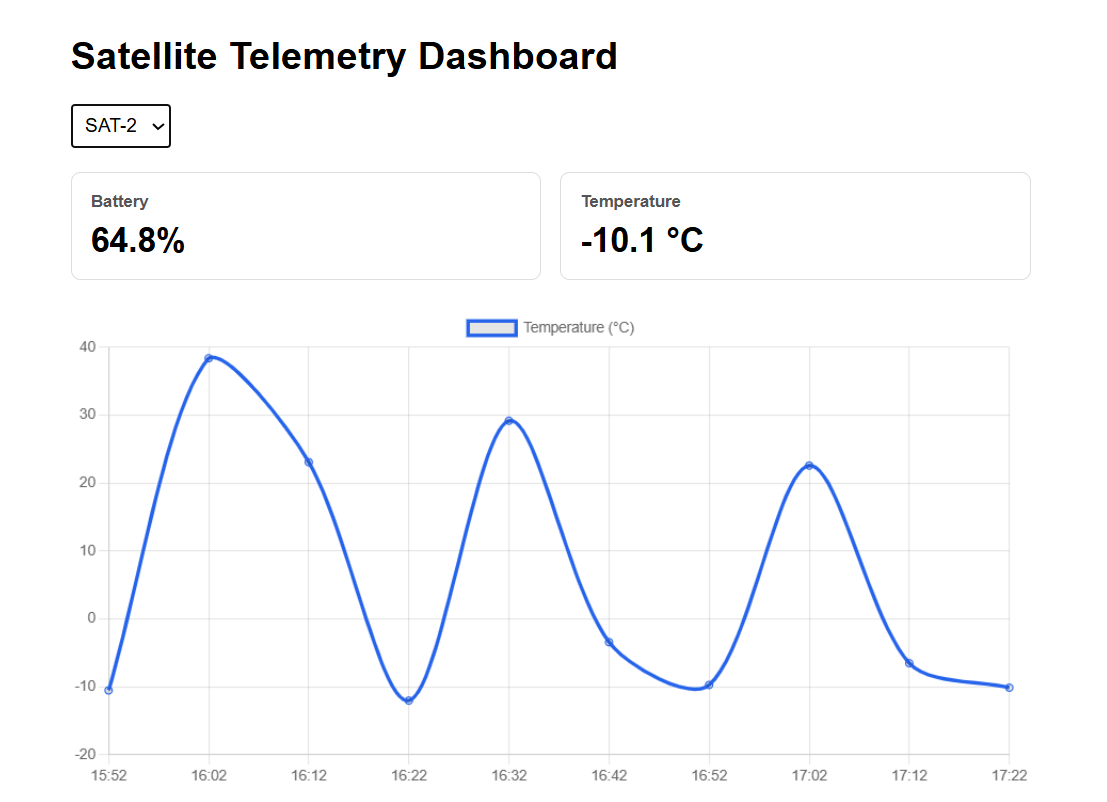 Satellite Telemetry Dashboard
SAT-2
Battery
64.8%
Temperature
-10.1 °C
Temperature (°C)
40
30
20
10
0
-10
-20
15:52 16:02 16:12 16:22 16:32 16:42 16:52 17:02 17:12 17:22